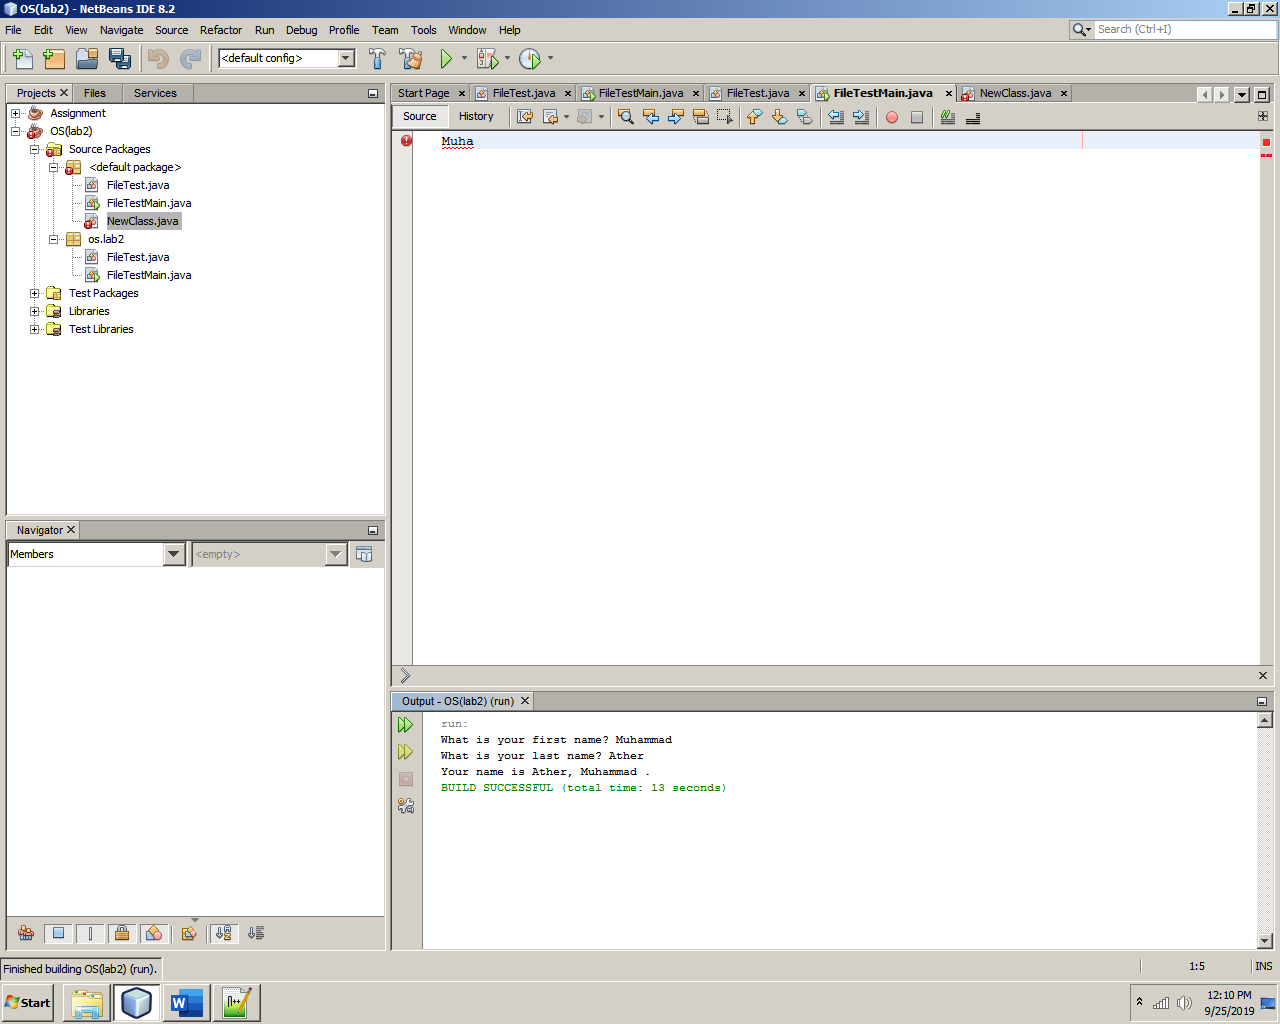 OS(lab2) - NetBeans IDE 8.2
File Edit View Navigate Source Refactor Run Debug Profile Team Tools Window Help
Search (Ctrl+I)
<default config>
Projects Files Services
Assignment
OS(lab2)
Source Packages
<default package>
FileTest.java
FileTestMain.java
NewClass.java
os.lab2
FileTest.java
FileTestMain.java
Test Packages
Libraries
Test Libraries
Navigator
Members
<empty>
Start Page FileTest.java FileTestMain.java FileTest.java FileTestMain.java NewClass.java
Source History
Muha
Output - OS(lab2) (run)
run:
What is your first name? Muhammad
What is your last name? Ather
Your name is Ather, Muhammad .
BUILD SUCCESSFUL (total time: 13 seconds)
Finished building OS(lab2) (run).
1:5 INS
Start
12:10 PM
9/25/2019